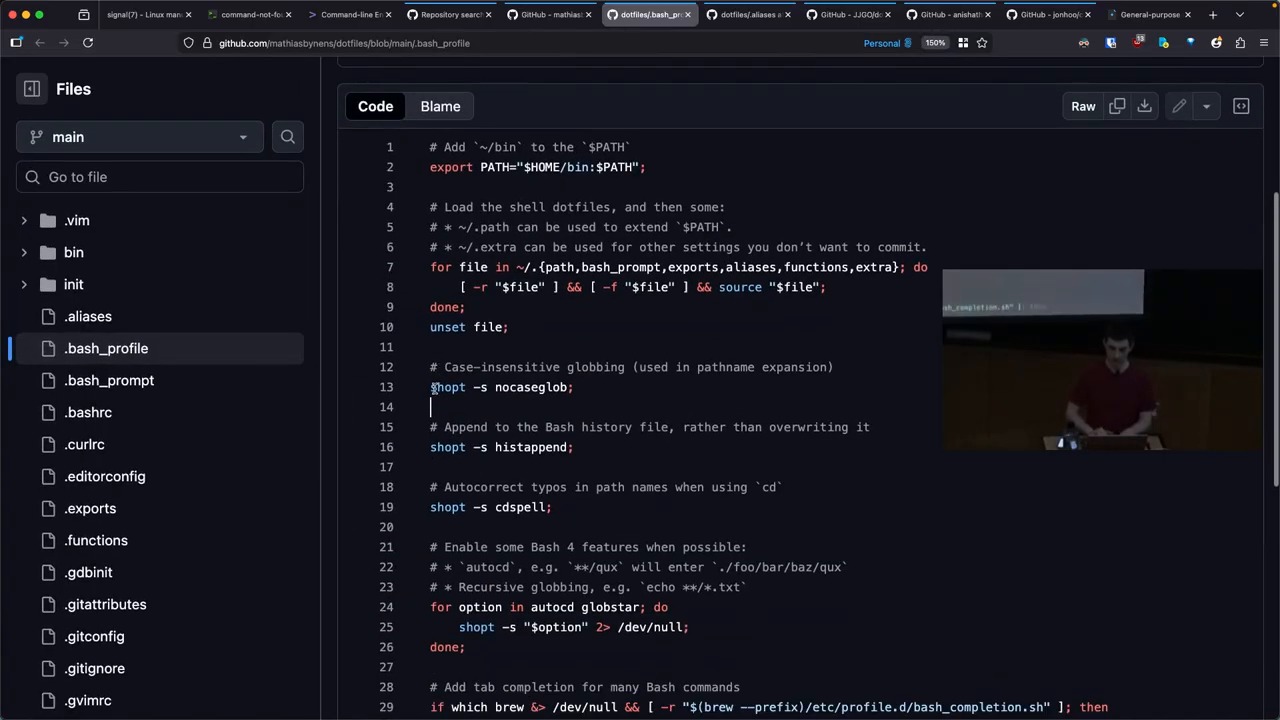 signal(7) – Linux man
command-not-fou
Command-line En
Repository searc
GitHub - mathias
dotfiles/.bash_pr
dotfiles/.aliases a
GitHub - JJGO/do
GitHub - anishath
GitHub - jonhoo/c
General-purpose
github.com/mathiasbynens/dotfiles/blob/main/.bash_profile
Personal
150%
13
Files
main
Go to file
.vim
bin
init
.aliases
.bash_profile
.bash_prompt
.bashrc
.curlrc
.editorconfig
.exports
.functions
.gdbinit
.gitattributes
.gitconfig
.gitignore
.gvimrc
Code
Blame
Raw
1 # Add `~/bin` to the `$PATH`
2 export PATH="$HOME/bin:$PATH";
3
4 # Load the shell dotfiles, and then some:
5 # * ~/.path can be used to extend `$PATH`.
6 # * ~/.extra can be used for other settings you don’t want to commit.
7 for file in ~/.{path,bash_prompt,exports,aliases,functions,extra}; do
8 [ -r "$file" ] && [ -f "$file" ] && source "$file";
9 done;
10 unset file;
11
12 # Case-insensitive globbing (used in pathname expansion)
13 shopt -s nocaseglob;
14
15 # Append to the Bash history file, rather than overwriting it
16 shopt -s histappend;
17
18 # Autocorrect typos in path names when using `cd`
19 shopt -s cdspell;
20
21 # Enable some Bash 4 features when possible:
22 # * `autocd`, e.g. `**/qux` will enter `./foo/bar/baz/qux`
23 # * Recursive globbing, e.g. `echo **/*.txt`
24 for option in autocd globstar; do
25 shopt -s "$option" 2> /dev/null;
26 done;
27
28 # Add tab completion for many Bash commands
29 if which brew &> /dev/null && [ -r "$(brew --prefix)/etc/profile.d/bash_completion.sh" ]; then